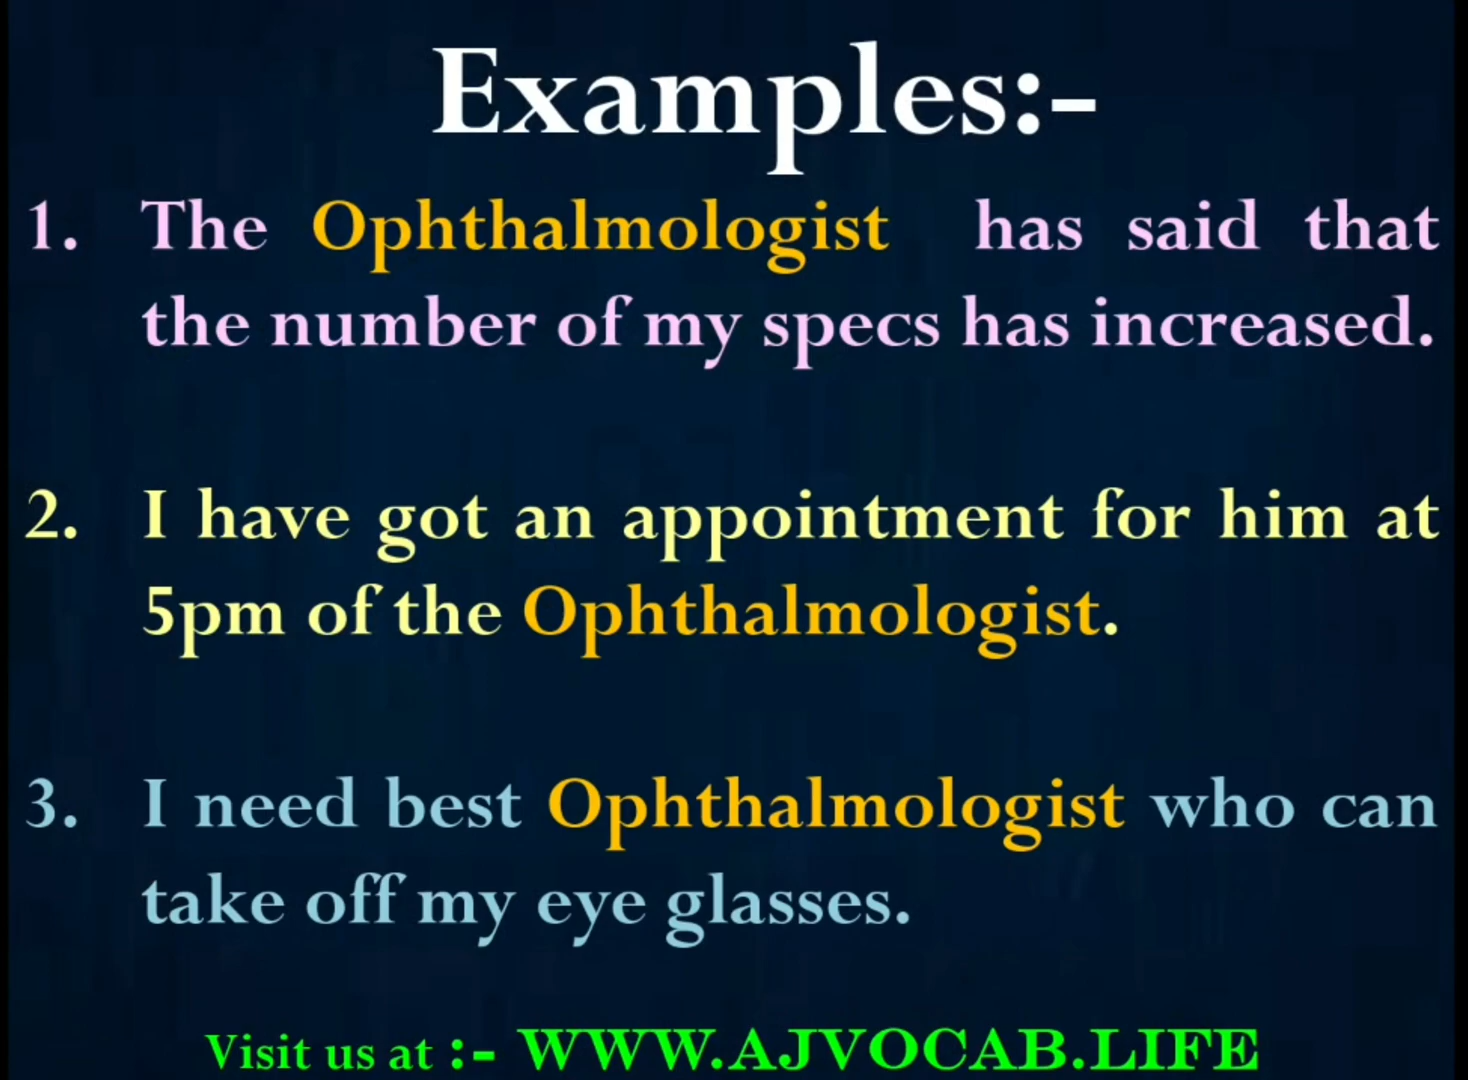 Examples:-
1. The Ophthalmologist has said that
the number of my specs has increased.
2. I have got an appointment for him at
5pm of the Ophthalmologist.
3. I need best Ophthalmologist who can
take off my eye glasses.
Visit us at :- WWW.AJVOCAB.LIFE